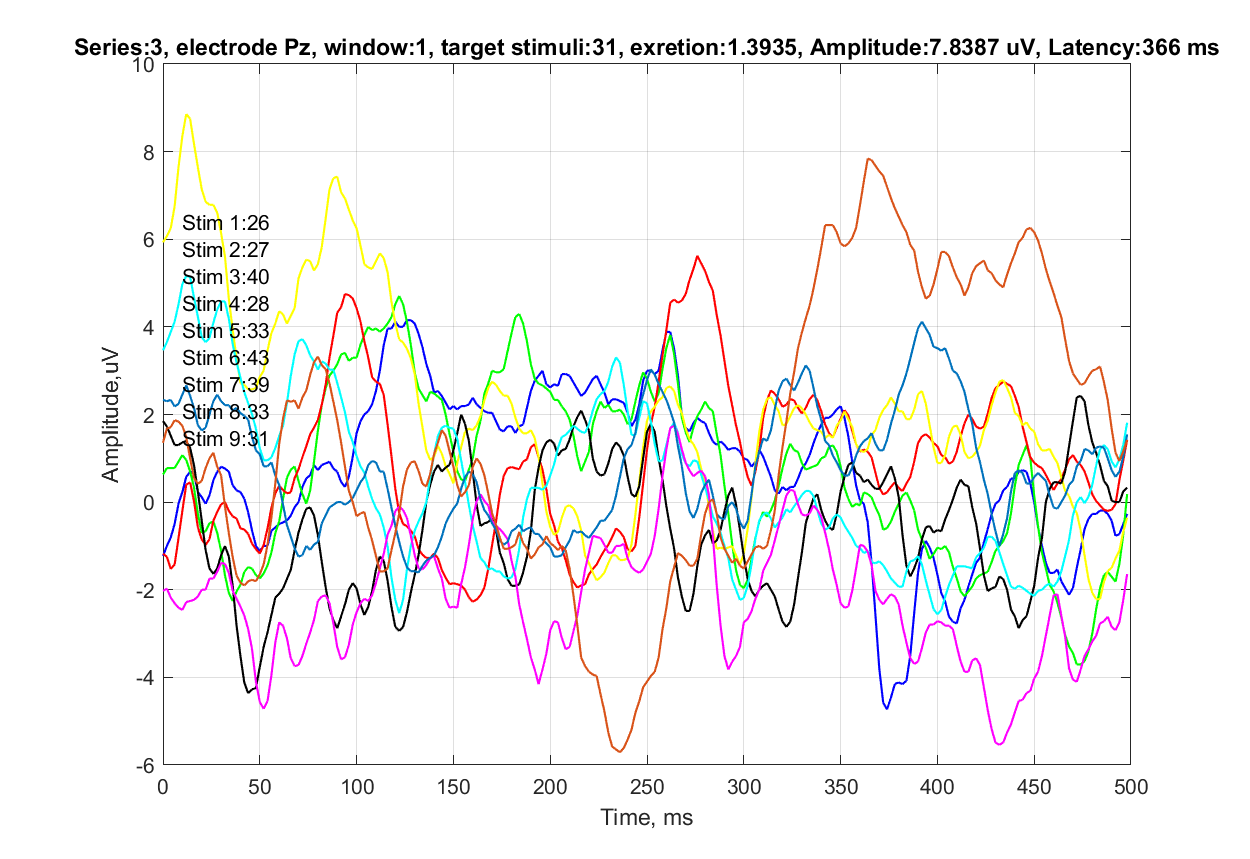 Series:3, electrode Pz, window:1, target stimuli:31, exretion:1.3935, Amplitude:7.8387 uV, Latency:366 ms
10
8
6
4
2
0
-2
-4
-6
Amplitude,uV
Stim 1:26
Stim 2:27
Stim 3:40
Stim 4:28
Stim 5:33
Stim 6:43
Stim 7:39
Stim 8:33
Stim 9:31
0 50 100 150 200 250 300 350 400 450 500
Time, ms